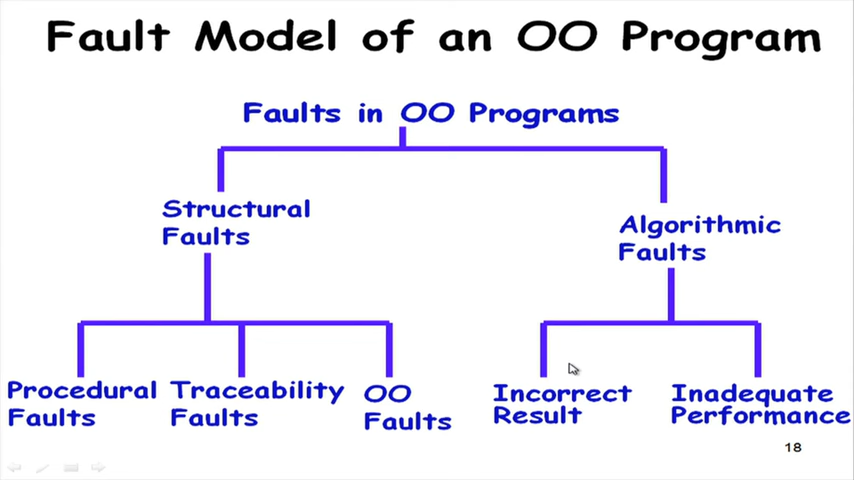 Fault Model of an OO Program
Faults in OO Programs
Structural
Faults
Algorithmic
Faults
Procedural
Faults
Traceability
Faults
OO
Faults
Incorrect
Result
Inadequate
Performance
18